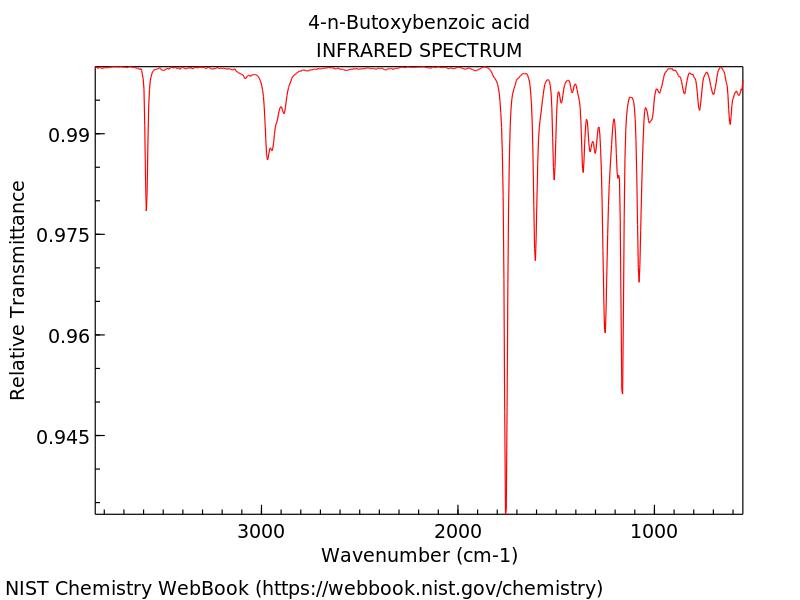 4-n-Butoxybenzoic acid
INFRARED SPECTRUM
Relative Transmittance
0.99
0.975
0.96
0.945
3000 2000 1000
Wavenumber (cm-1)
NIST Chemistry WebBook (https://webbook.nist.gov/chemistry)